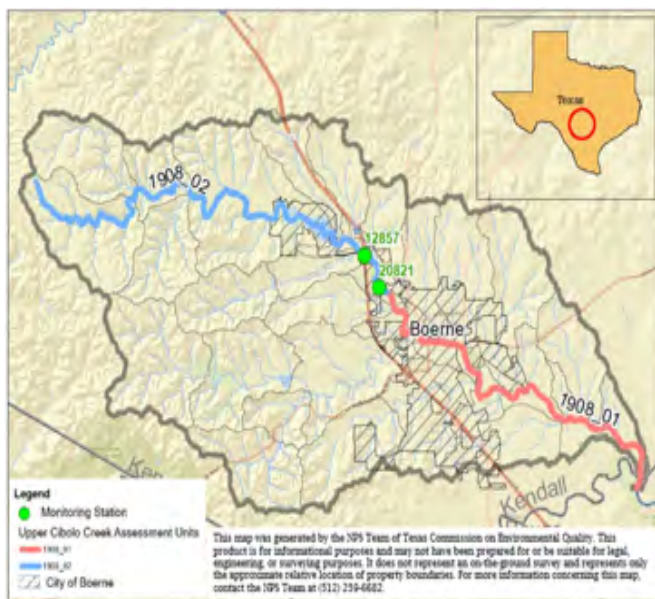 Texas
1908_02
12857
20821
Boerne
1908_01
Kendall
Legend
Monitoring Station
Upper Cibolo Creek Assessment Units
1908_01
1908_02
City of Boerne
This map was generated by the NPS Team of Texas Commission on Environmental Quality. This
product is for informational purposes and may not have been prepared for or be suitable for legal,
engineering, or surveying purposes. It does not represent an on-the-ground survey and represents only
the approximate relative location of property boundaries. For more information concerning this map,
contact the NPS Team at (512) 239-6682.